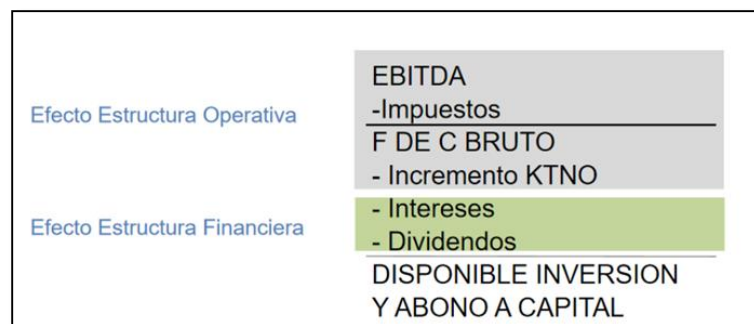 EBITDA
Efecto Estructura Operativa
-Impuestos
F DE C BRUTO
- Incremento KTNO
- Intereses
Efecto Estructura Financiera
- Dividendos
DISPONIBLE INVERSION
Y ABONO A CAPITAL